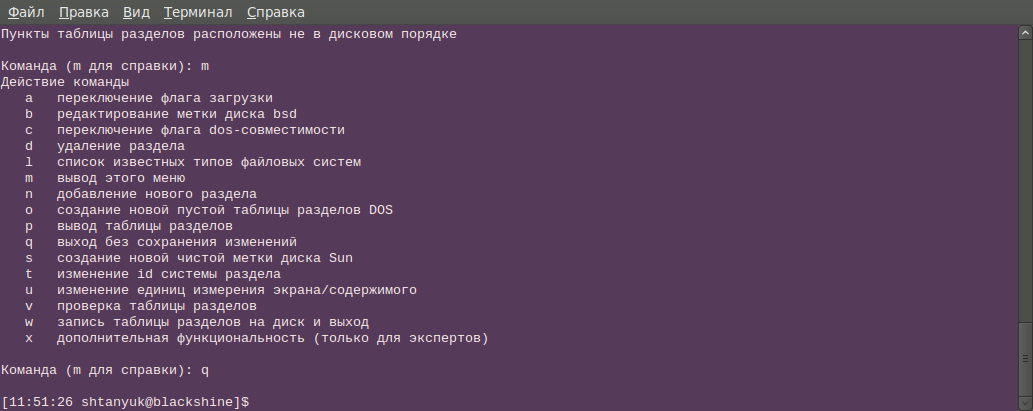 Файл Правка Вид Терминал Справка
Пункты таблицы разделов расположены не в дисковом порядке
Команда (m для справки): m
Действие команды
a переключение флага загрузки
b редактирование метки диска bsd
c переключение флага dos-совместимости
d удаление раздела
l список известных типов файловых систем
m вывод этого меню
n добавление нового раздела
o создание новой пустой таблицы разделов DOS
p вывод таблицы разделов
q выход без сохранения изменений
s создание новой чистой метки диска Sun
t изменение id системы раздела
u изменение единиц измерения экрана/содержимого
v проверка таблицы разделов
w запись таблицы разделов на диск и выход
x дополнительная функциональность (только для экспертов)
Команда (m для справки): q
[11:51:26 shtanyuk@blackshine]$